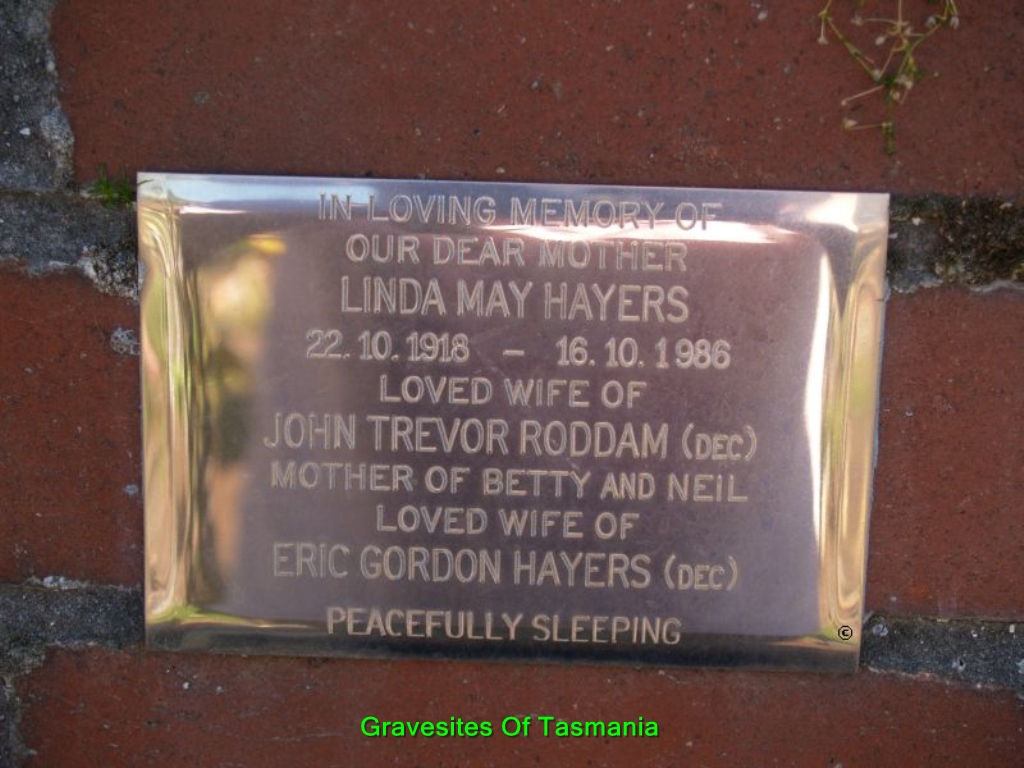 IN LOVING MEMORY OF
OUR DEAR MOTHER
LINDA MAY HAYERS
22.10.1918 - 16.10.1986
LOVED WIFE OF
JOHN TREVOR RODDAM (DEC)
MOTHER OF BETTY AND NEIL
LOVED WIFE OF
ERIC GORDON HAYERS (DEC)
PEACEFULLY SLEEPING
©
Gravesites Of Tasmania